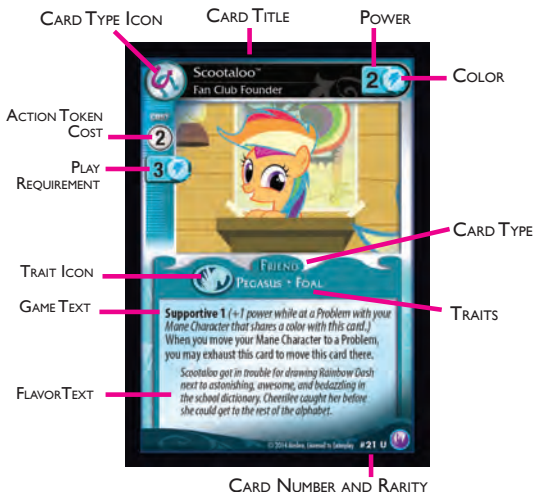 CARD TYPE ICON
CARD TITLE
POWER
Scootaloo™
Fan Club Founder
2
COLOR
ACTION TOKEN
COST
COST
2
PLAY
REQUIREMENT
3
CARD TYPE
FRIEND
TRAIT ICON
PEGASUS • FOAL
TRAITS
GAME TEXT
Supportive 1 (+1 power while at a Problem with your
Mane Character that shares a color with this card.)
When you move your Mane Character to a Problem,
you may exhaust this card to move this card there.
FLAVOR TEXT
Scootaloo got in trouble for drawing Rainbow Dash
next to astonishing, awesome, and bedazzling in
the school dictionary. Cheerilee caught her before
she could get to the rest of the alphabet.
© 2014 Hasbro. Licensed to Enterplay
#21 U
CARD NUMBER AND RARITY